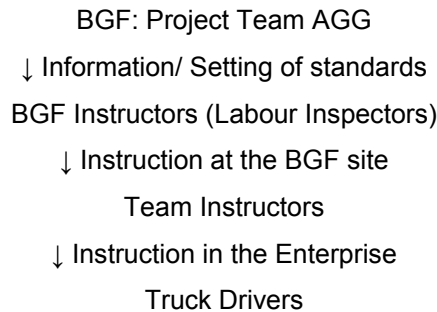 BGF: Project Team AGG
↓ Information/ Setting of standards
BGF Instructors (Labour Inspectors)
↓ Instruction at the BGF site
Team Instructors
↓ Instruction in the Enterprise
Truck Drivers